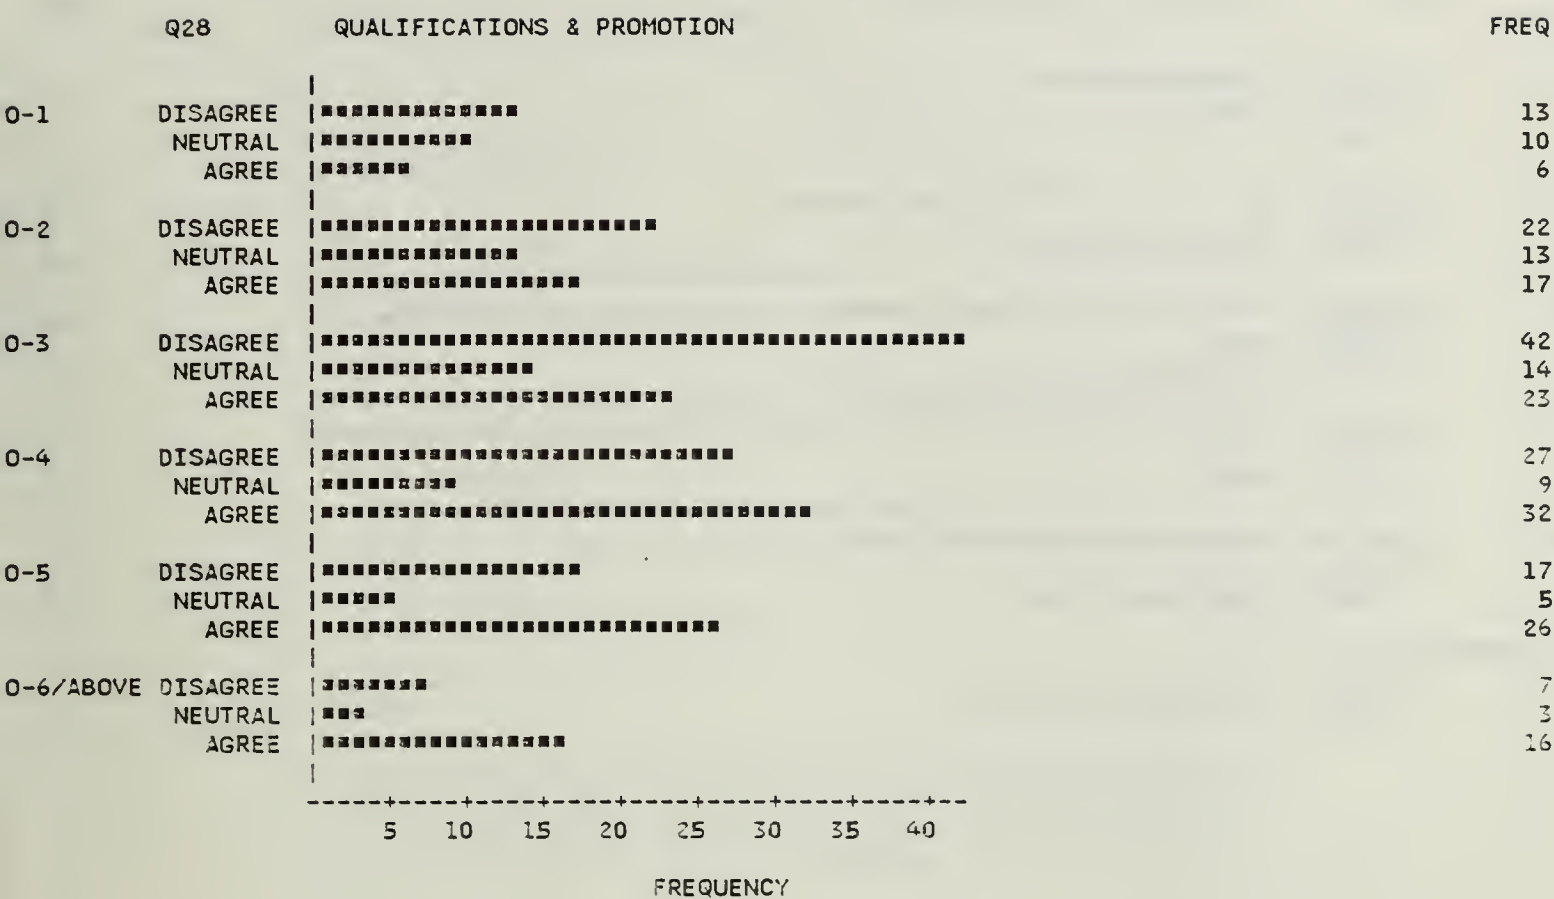 Q28 QUALIFICATIONS & PROMOTION FREQ
O-1 DISAGREE 13
NEUTRAL 10
AGREE 6
O-2 DISAGREE 22
NEUTRAL 13
AGREE 17
O-3 DISAGREE 42
NEUTRAL 14
AGREE 23
O-4 DISAGREE 27
NEUTRAL 9
AGREE 32
O-5 DISAGREE 17
NEUTRAL 5
AGREE 26
O-6/ABOVE DISAGREE 7
NEUTRAL 3
AGREE 16
5 10 15 20 25 30 35 40
FREQUENCY